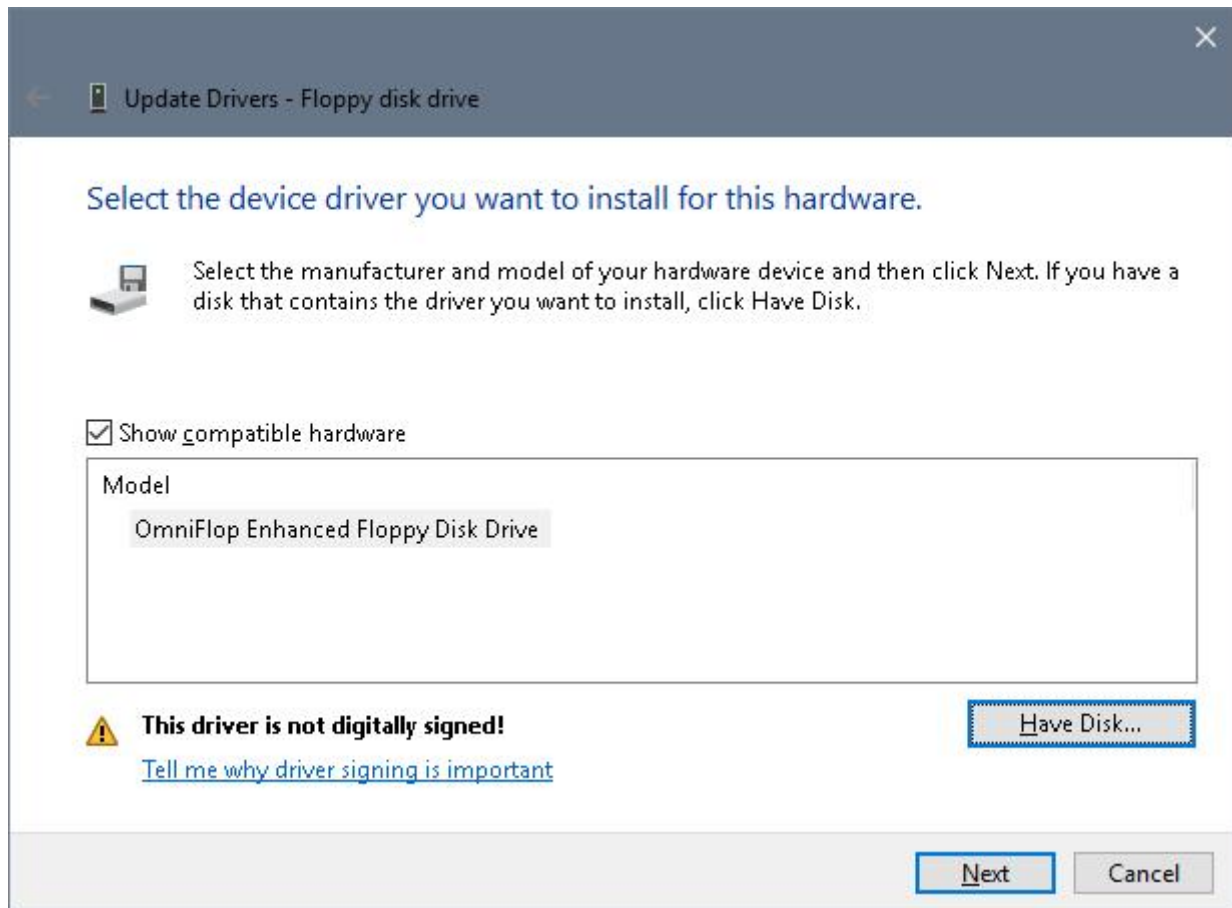 Update Drivers - Floppy disk drive
Select the device driver you want to install for this hardware.
Select the manufacturer and model of your hardware device and then click Next. If you have a
disk that contains the driver you want to install, click Have Disk.
Show compatible hardware
Model
OmniFlop Enhanced Floppy Disk Drive
This driver is not digitally signed!
Have Disk...
Tell me why driver signing is important
Next
Cancel